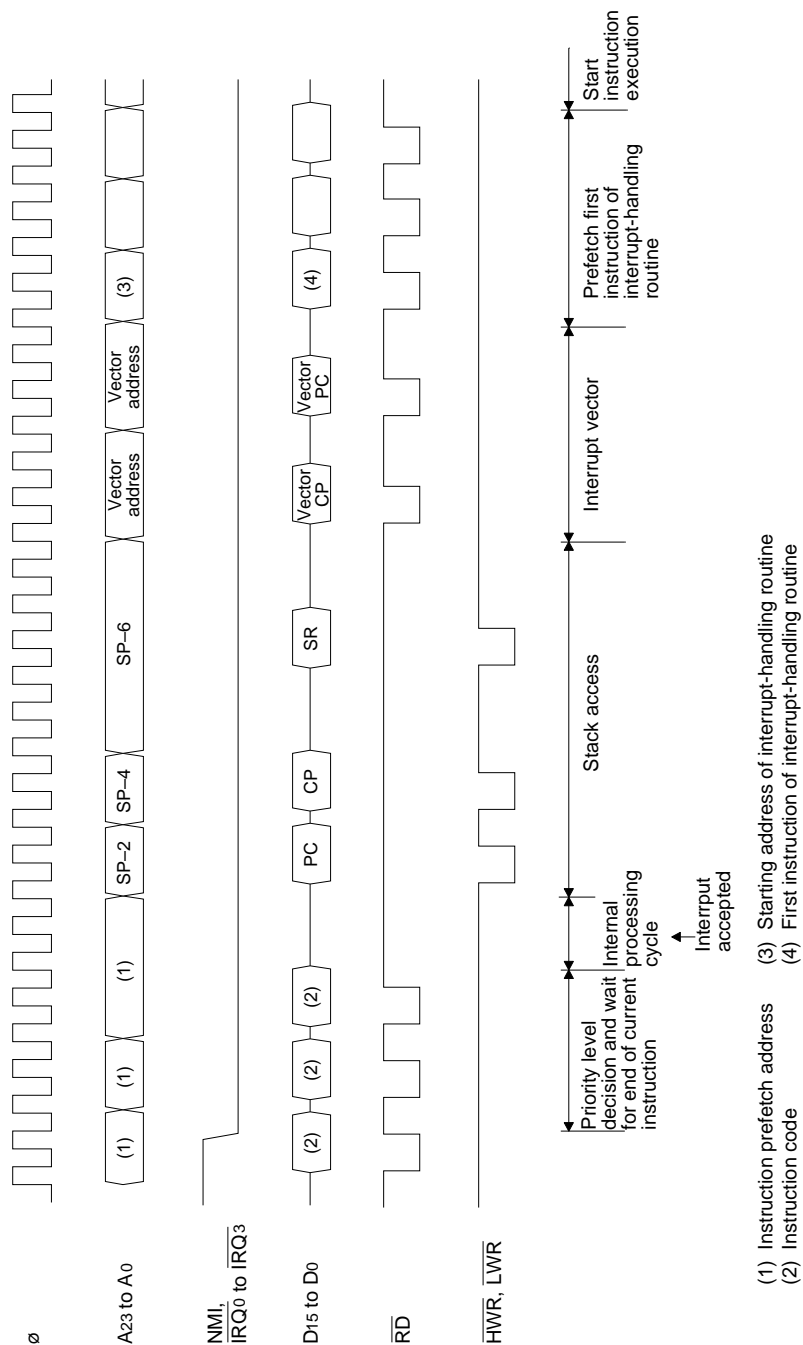 ø
A23 to A0
(1)
(1)
(1)
SP–2
SP–4
SP–6
Vector
address
Vector
address
(3)
NMI,
IRQ0 to IRQ3
D15 to D0
(2)
(2)
(2)
PC
CP
SR
Vector
CP
Vector
PC
(4)
RD
HWR, LWR
Priority level
decision and wait
for end of current
instruction
Internal
processing
cycle
Interrput
accepted
Stack access
Interrupt vector
Prefetch first
instruction of
interrupt-handling
routine
Start
instruction
execution
(1) Instruction prefetch address
(2) Instruction code
(3) Starting address of interrupt-handling routine
(4) First instruction of interrupt-handling routine